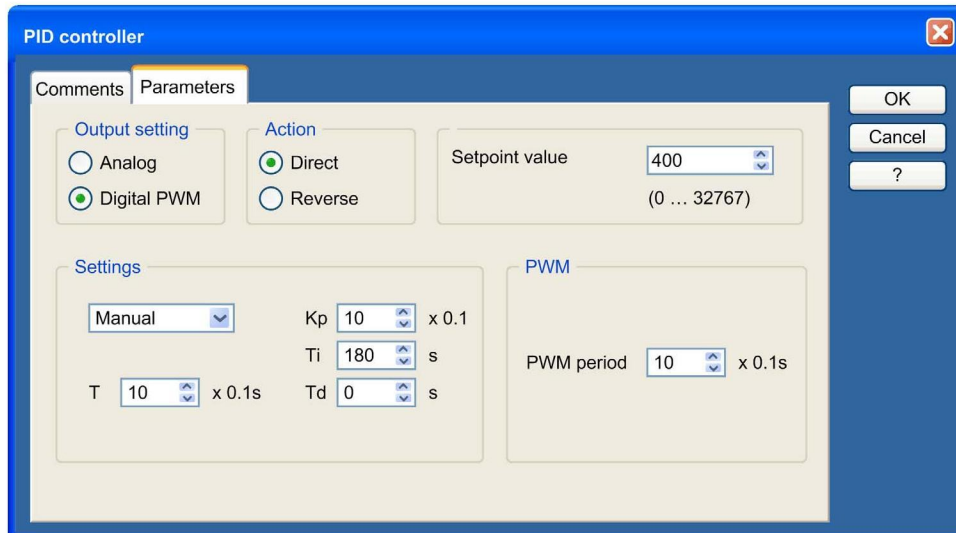 PID controller
Comments Parameters
OK
Cancel
?
Output setting
Analog
Digital PWM
Action
Direct
Reverse
Setpoint value 400
(0 ... 32767)
Settings
Manual
T 10 x 0.1s
Kp 10 x 0.1
Ti 180 s
Td 0 s
PWM
PWM period 10 x 0.1s